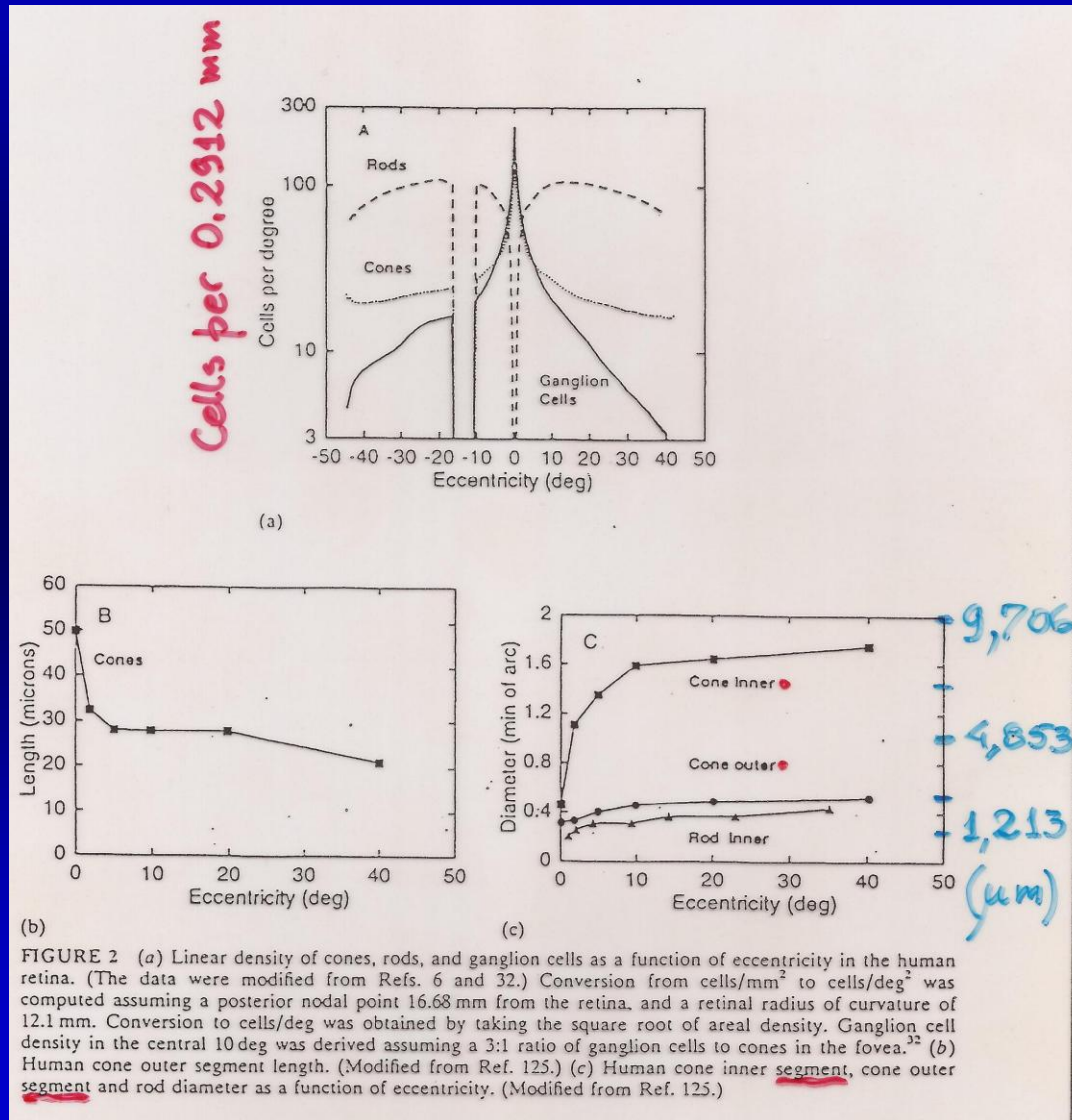 Cells per 0.2912 mm
300
100
10
3
Cells per degree
A
Rods
Cones
Ganglion
Cells
-50 -40 -30 -20 -10 0 10 20 30 40 50
Eccentricity (deg)
(a)
60
50
40
30
20
10
0
Length (microns)
B
Cones
0 10 20 30 40 50
Eccentricity (deg)
(b)
2
1.6
1.2
0.8
0.4
0
Diameter (min of arc)
C
Cone Inner
Cone outer
Rod Inner
0 10 20 30 40 50
Eccentricity (deg)
(c)
9,706
4,853
1,213
(um)
FIGURE 2 (a) Linear density of cones, rods, and ganglion cells as a function of eccentricity in the human
retina. (The data were modified from Refs. 6 and 32.) Conversion from cells/mm² to cells/deg² was
computed assuming a posterior nodal point 16.68 mm from the retina, and a retinal radius of curvature of
12.1 mm. Conversion to cells/deg was obtained by taking the square root of areal density. Ganglion cell
density in the central 10 deg was derived assuming a 3:1 ratio of ganglion cells to cones in the fovea.³² (b)
Human cone outer segment length. (Modified from Ref. 125.) (c) Human cone inner segment, cone outer
segment and rod diameter as a function of eccentricity. (Modified from Ref. 125.)